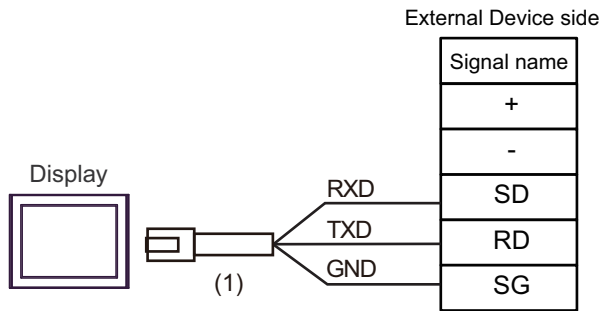 External Device side
Signal name
+
-
Display
RXD
SD
TXD
RD
GND
SG
(1)